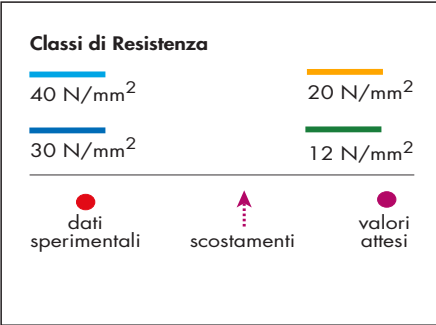 Classi di Resistenza
40 N/mm²
20 N/mm²
30 N/mm²
12 N/mm²
dati
sperimentali
scostamenti
valori
attesi